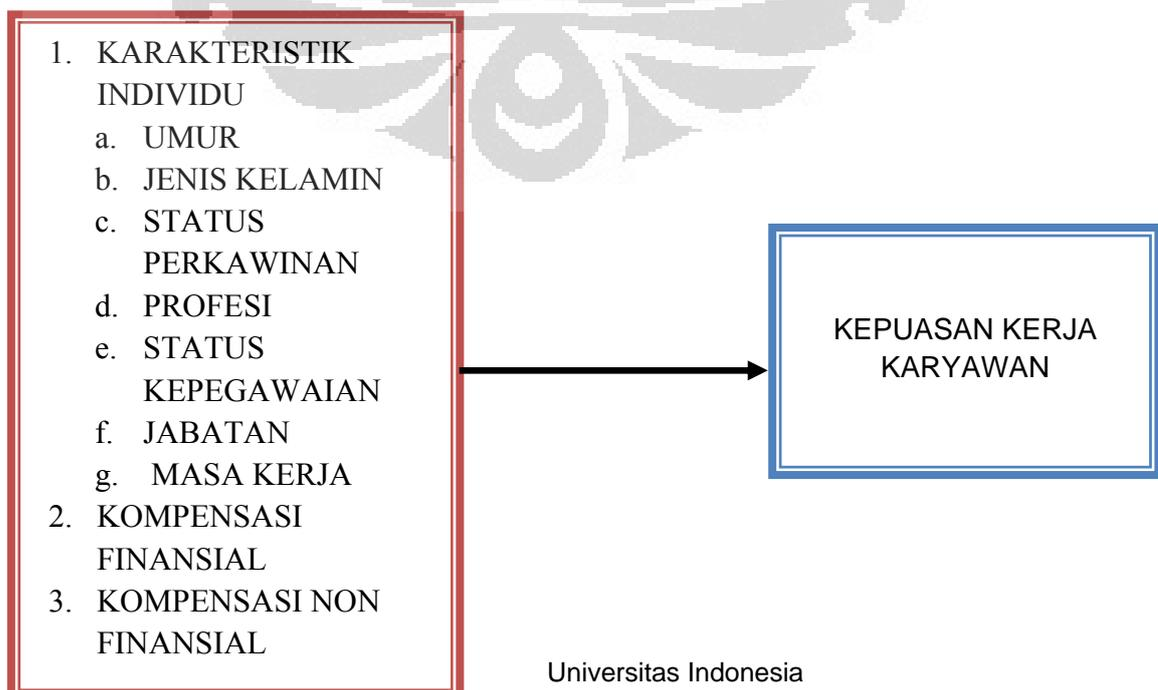 1. KARAKTERISTIK
INDIVIDU
a. UMUR
b. JENIS KELAMIN
c. STATUS
PERKAWINAN
d. PROFESI
e. STATUS
KEPEGAWAIAN
f. JABATAN
g. MASA KERJA
2. KOMPENSASI
FINANSIAL
3. KOMPENSASI NON
FINANSIAL
KEPUASAN KERJA
KARYAWAN
Universitas Indonesia